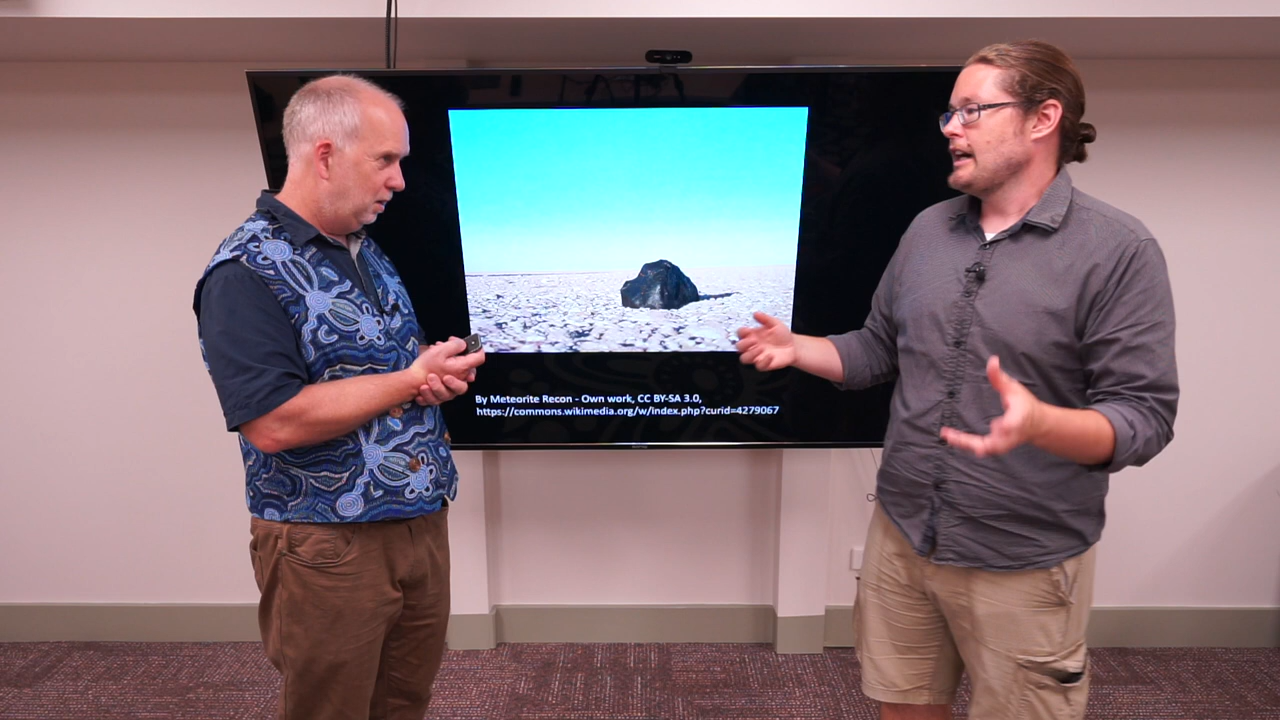 By Meteorite Recon - Own work, CC BY-SA 3.0,
https://commons.wikimedia.org/w/index.php?curid=4279067